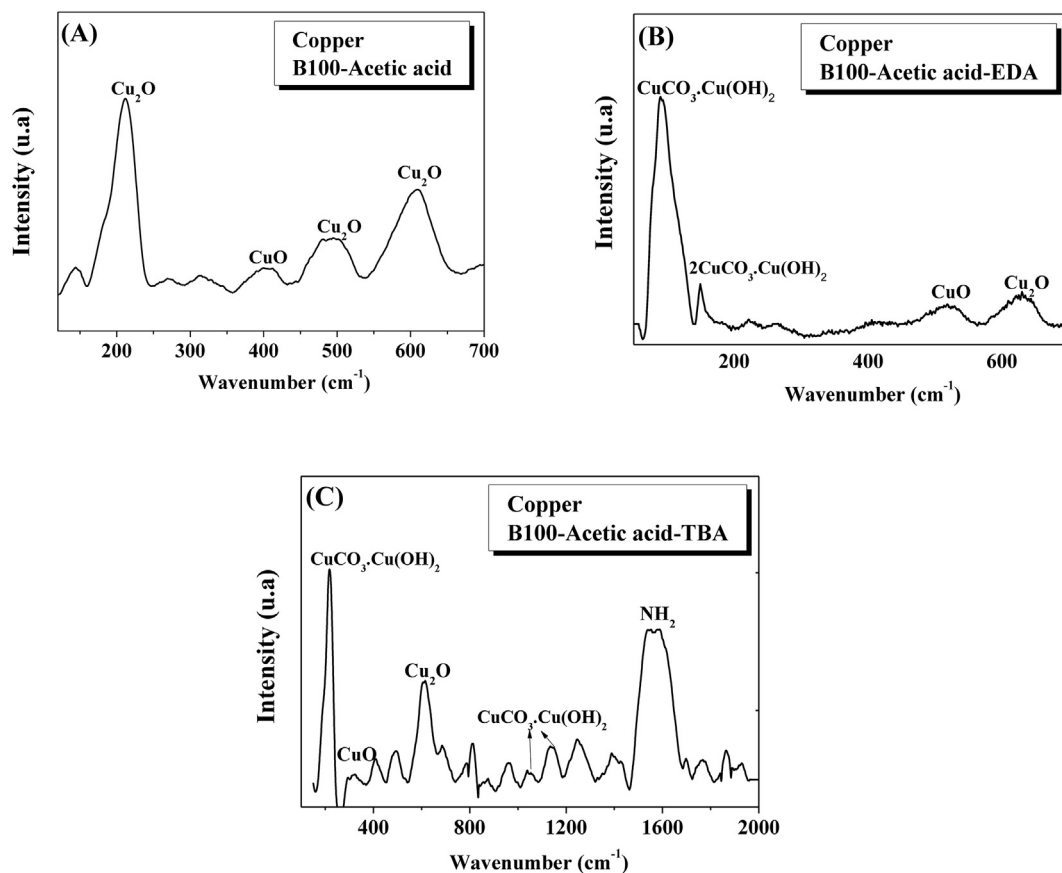 (A)
Copper
B100-Acetic acid
Cu₂O
CuO
Cu₂O
Cu₂O
Intensity (u.a)
200 300 400 500 600 700
Wavenumber (cm⁻¹)
(B)
Copper
B100-Acetic acid-EDA
CuCO₃.Cu(OH)₂
2CuCO₃.Cu(OH)₂
CuO
Cu₂O
Intensity (u.a)
200 400 600
Wavenumber (cm⁻¹)
(C)
Copper
B100-Acetic acid-TBA
CuCO₃.Cu(OH)₂
CuO
Cu₂O
CuCO₃.Cu(OH)₂
NH₂
Intensity (u.a)
400 800 1200 1600 2000
Wavenumber (cm⁻¹)